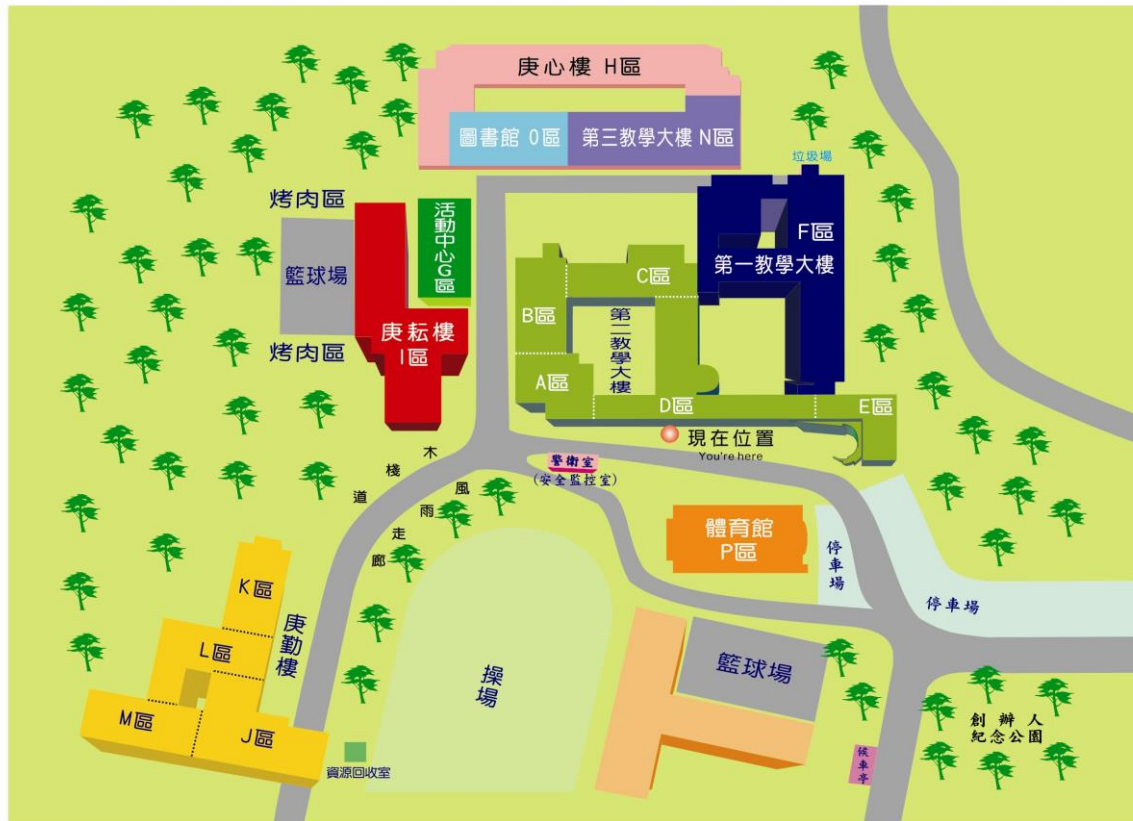 庚心樓 H區
圖書館 O區
第三教學大樓 N區
垃圾場
烤肉區
活動中心G區
籃球場
F區
第一教學大樓
C區
B區
第二教學大樓
庚耘樓
I區
烤肉區
A區
D區
E區
現在位置
You're here
木棧道
風雨走廊
警衛室
(安全監控室)
體育館
P區
停車場
停車場
K區
庚勤樓
L區
M區
J區
操場
籃球場
資源回收室
候車亭
創辦人
紀念公園